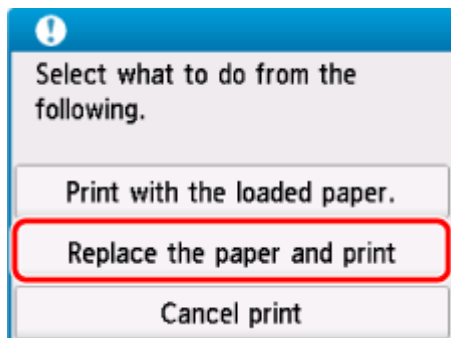 Select what to do from the
following.
Print with the loaded paper.
Replace the paper and print
Cancel print